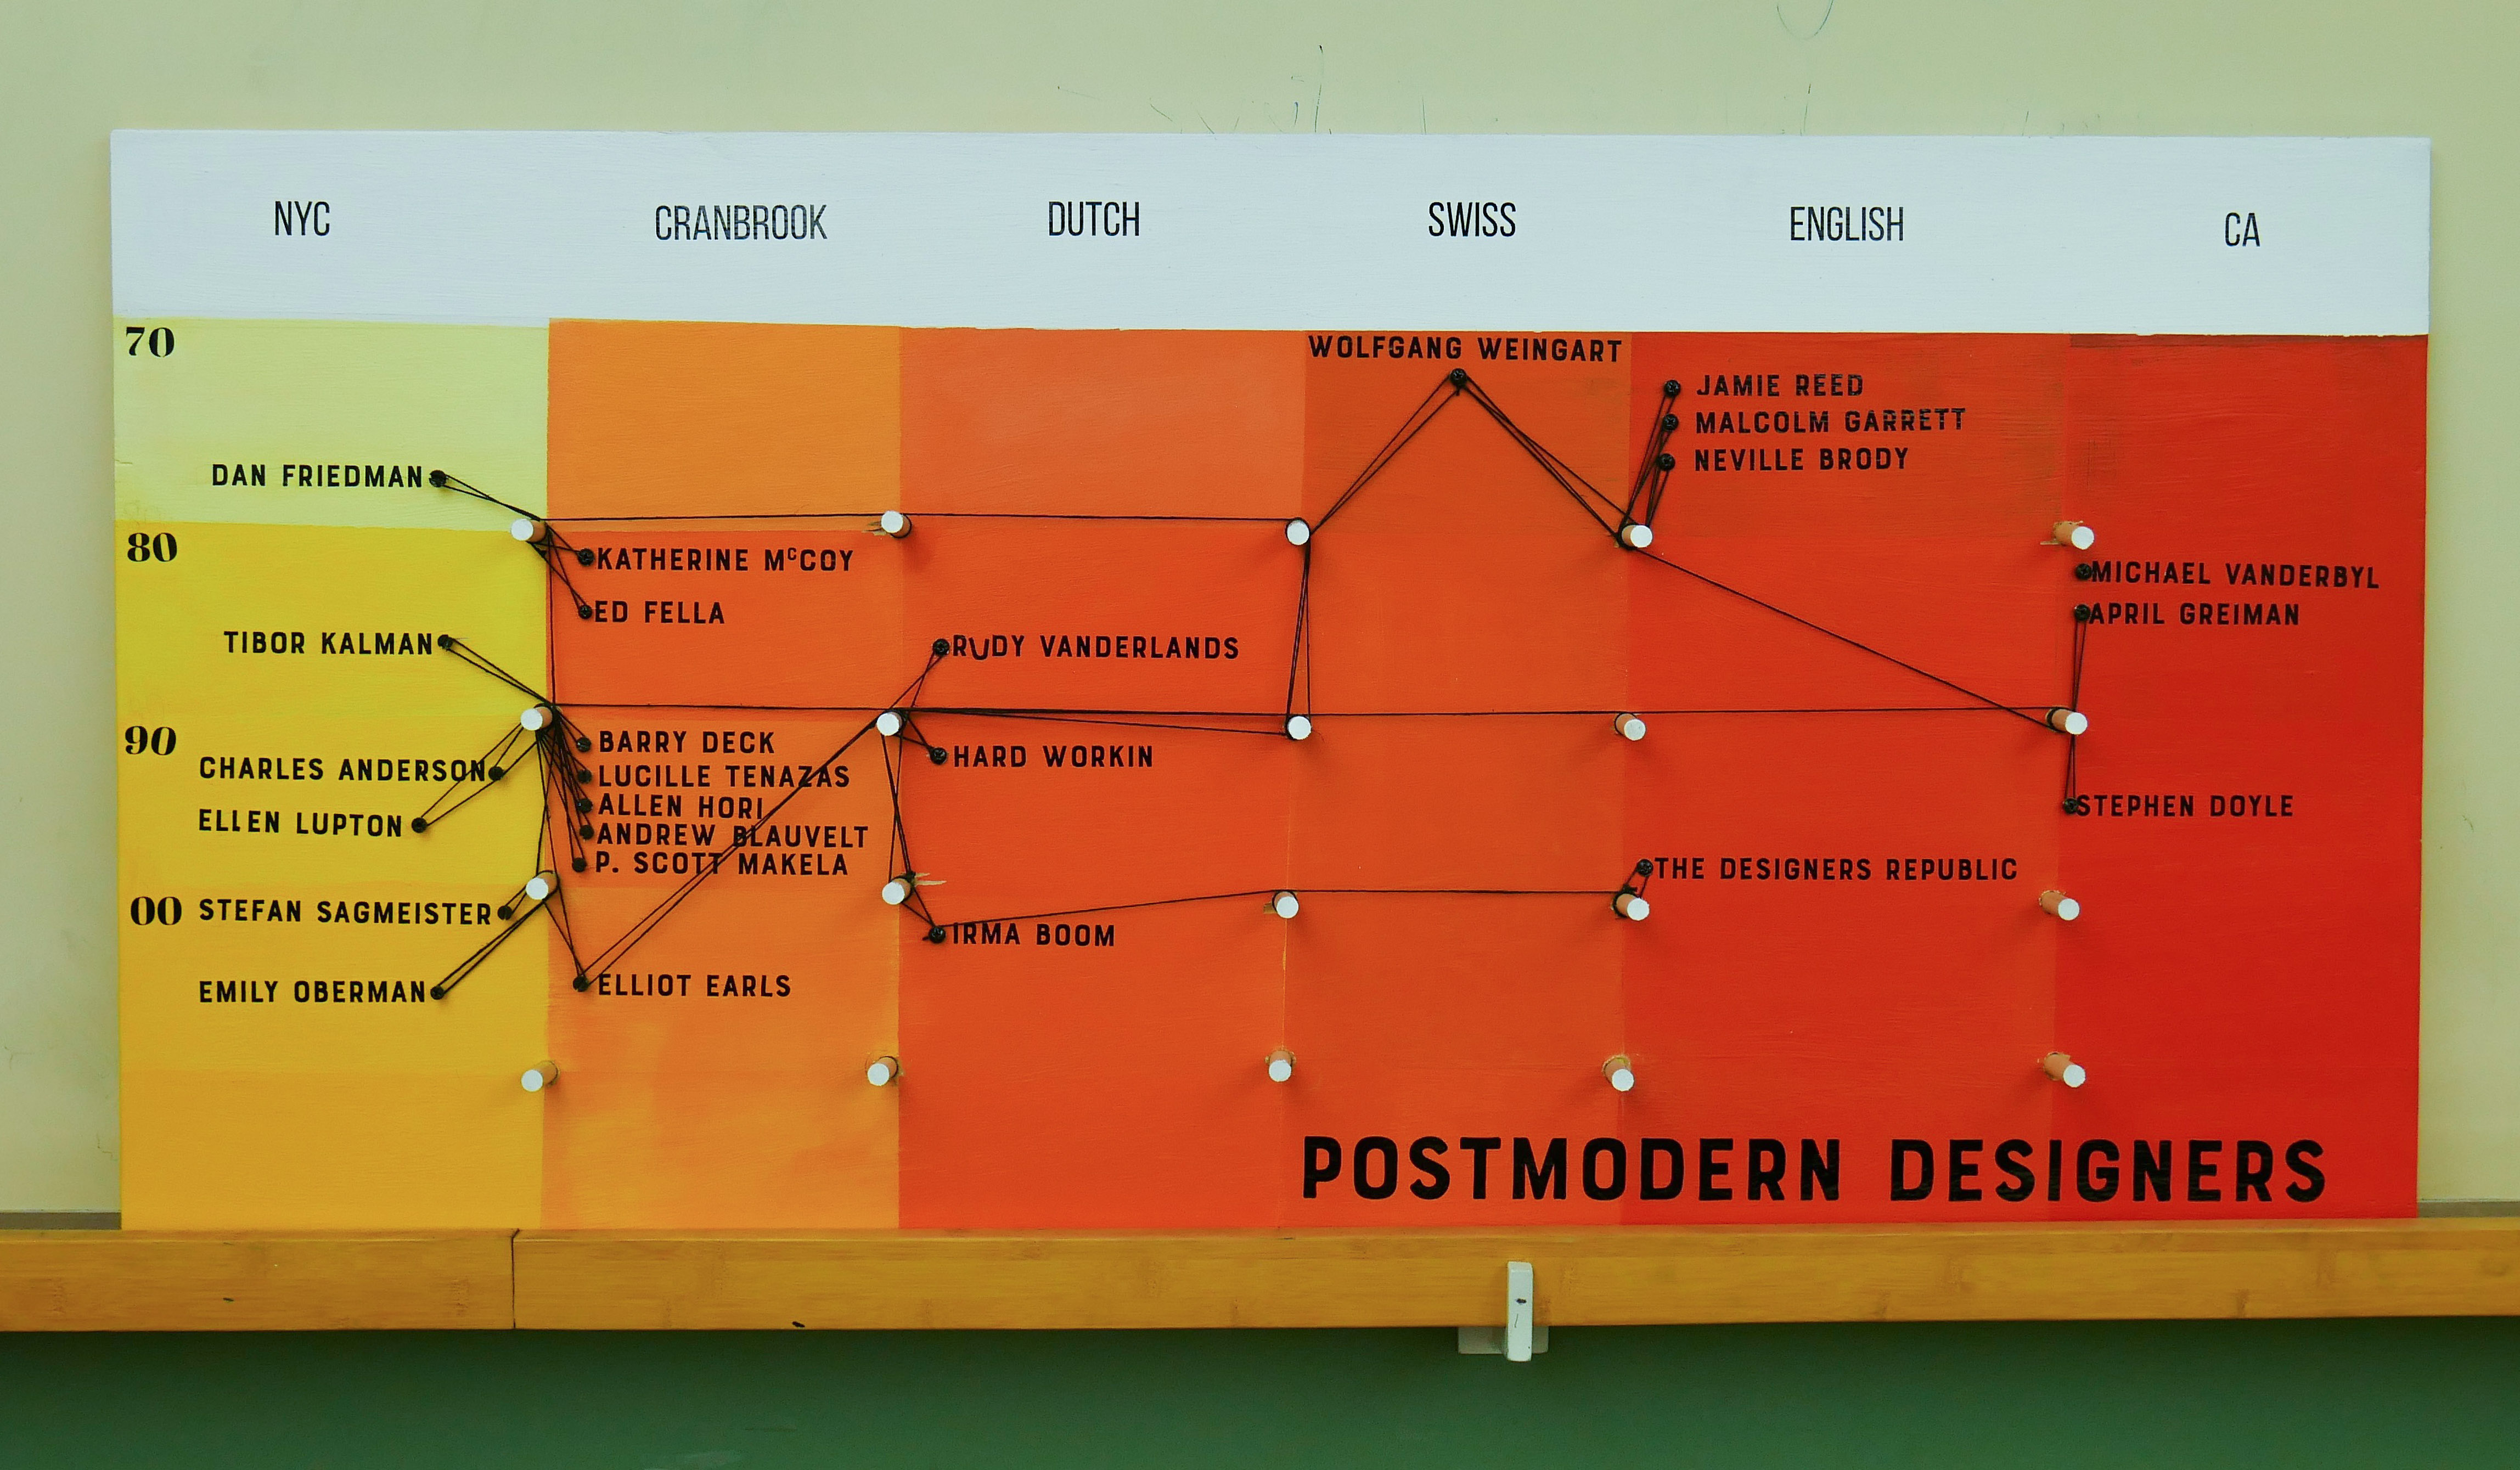 NYC
CRANBROOK
DUTCH
SWISS
ENGLISH
CA
70
DAN FRIEDMAN
80
TIBOR KALMAN
90
CHARLES ANDERSON
ELLEN LUPTON
00
STEFAN SAGMEISTER
EMILY OBERMAN
KATHERINE McCOY
ED FELLA
BARRY DECK
LUCILLE TENAZAS
ALLEN HORI
ANDREW BLAUVELT
P. SCOTT MAKELA
ELLIOT EARLS
RUDY VANDERLANDS
HARD WORKIN
IRMA BOOM
WOLFGANG WEINGART
JAMIE REED
MALCOLM GARRETT
NEVILLE BRODY
THE DESIGNERS REPUBLIC
MICHAEL VANDERBYL
APRIL GREIMAN
STEPHEN DOYLE
POSTMODERN DESIGNERS